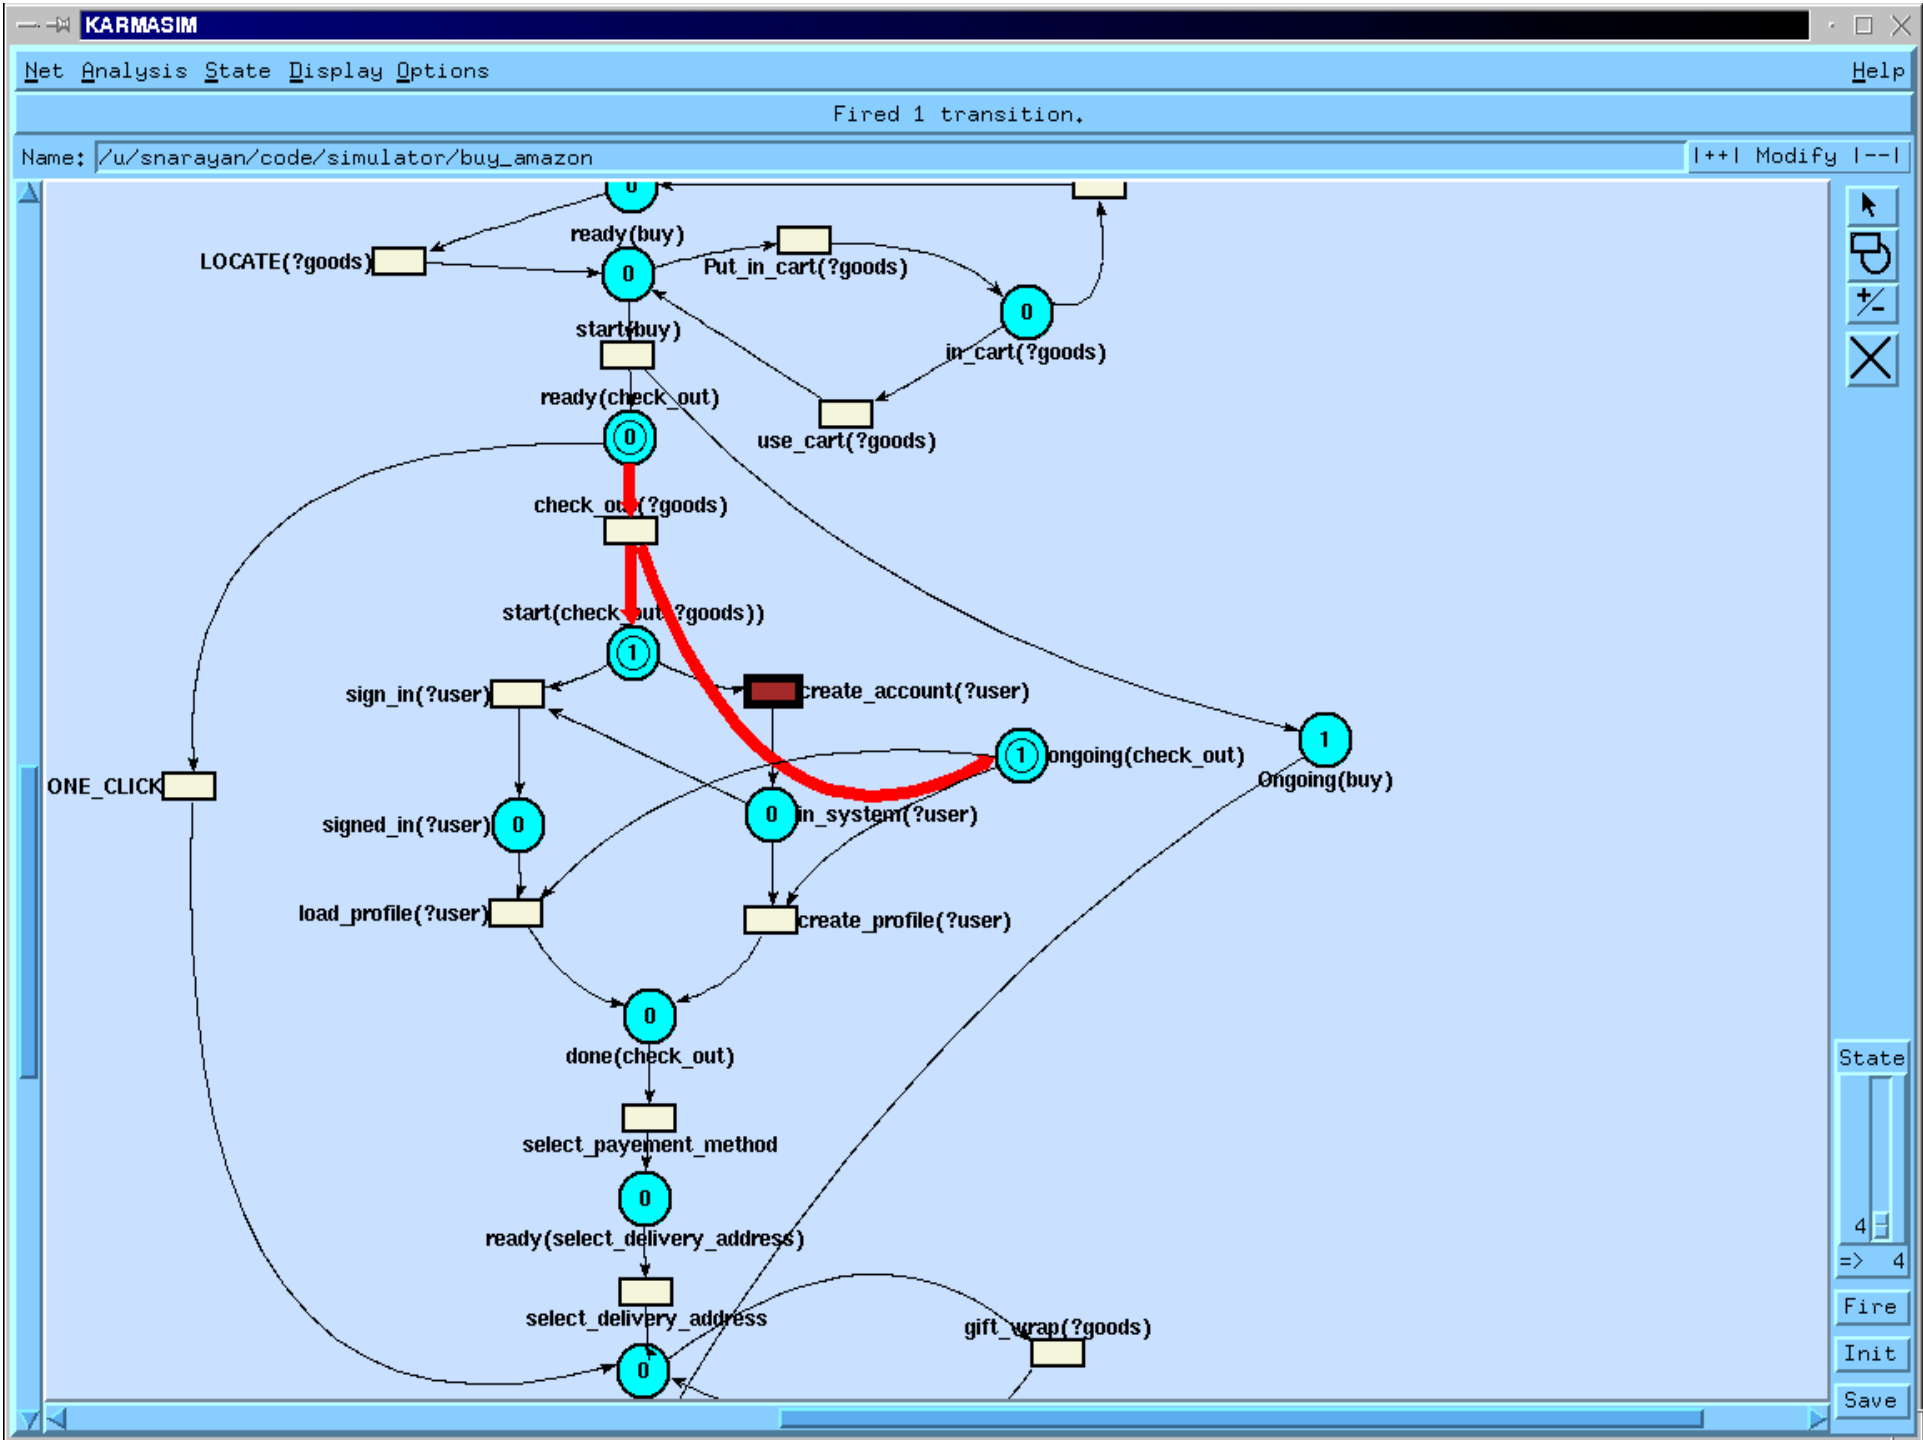 KARMASIM
Net Analysis State Display Options Help
Fired 1 transition.
Name: /u/snarayan/code/simulator/buy_amazon |++| Modify |--|
0
ready(buy)
LOCATE(?goods)
0
Put_in_cart(?goods)
0
start(buy)
in_cart(?goods)
ready(check_out)
0
use_cart(?goods)
check_out(?goods)
start(check_out(?goods))
1
sign_in(?user)
create_account(?user)
1
ongoing(check_out)
1
Ongoing(buy)
ONE_CLICK
signed_in(?user)
0
0
in_system(?user)
load_profile(?user)
create_profile(?user)
0
done(check_out)
select_payement_method
0
ready(select_delivery_address)
select_delivery_address
gift_wrap(?goods)
0
+/-
State
4
=> 4
Fire
Init
Save